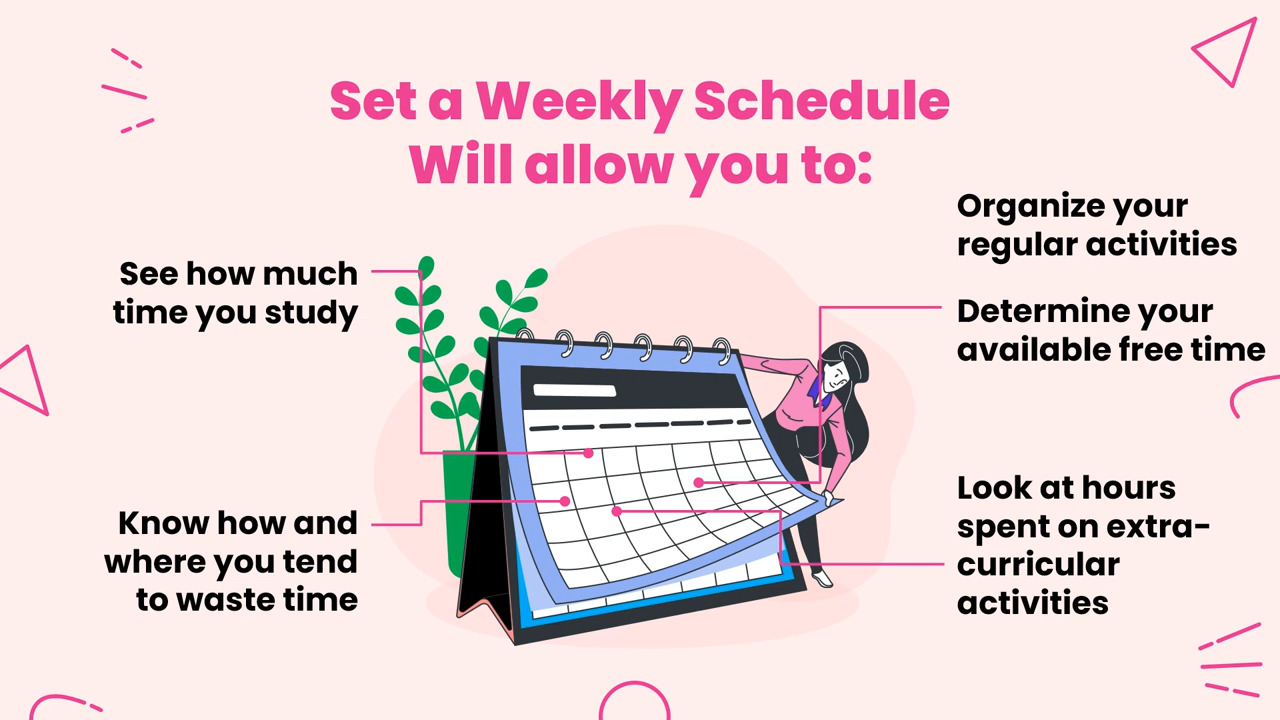 Set a Weekly Schedule
Will allow you to:
See how much
time you study
Know how and
where you tend
to waste time
Organize your
regular activities
Determine your
available free time
Look at hours
spent on extra-
curricular
activities